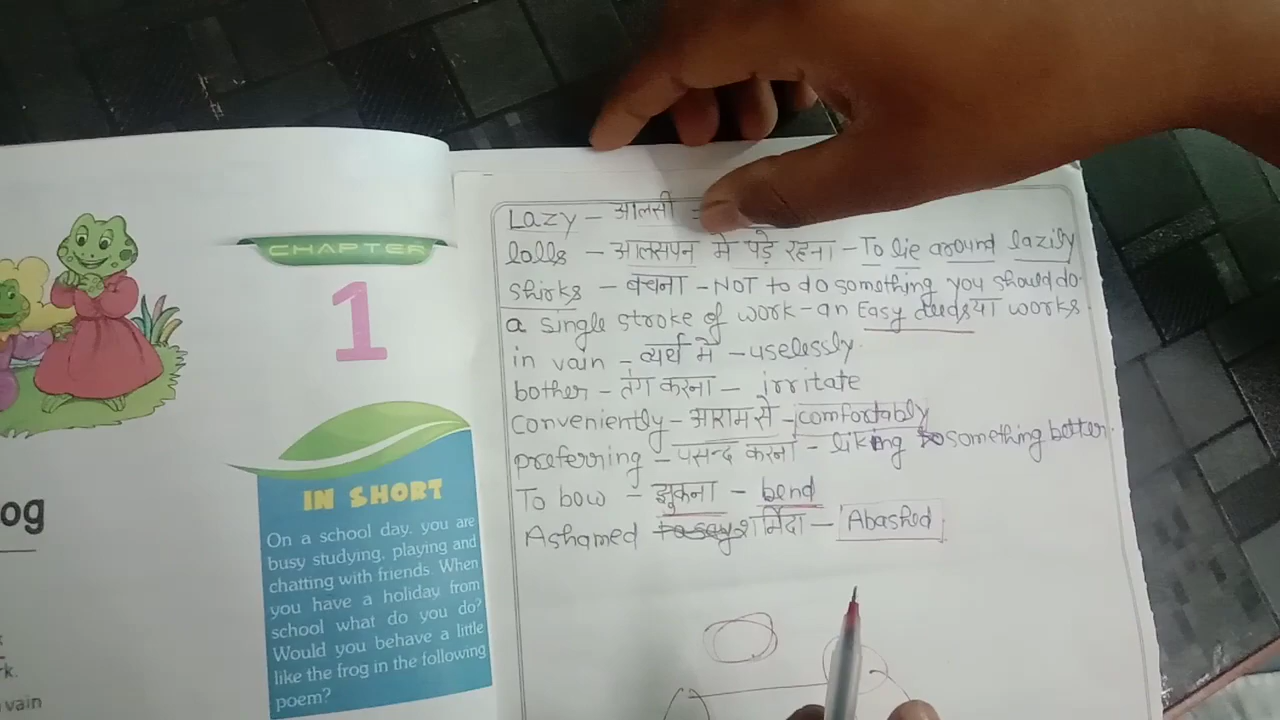 CHAPTER
1
og
IN SHORT
On a school day, you are
busy studying, playing and
chatting with friends. When
you have a holiday from
school what do you do?
Would you behave a little
like the frog in the following
poem?
k.
vain
Lazy - आलसी =
lolls - आलसपन में पड़े रहना - To lie around lazily
shirks - बचना - NOT to do something you should do.
a single stroke of work - an Easy deeds या works
in vain - व्यर्थ में - uselessly.
bother - तंग करना - irritate
Conveniently - आराम से - comfortably
preferring - पसन्द करना - liking something better.
To bow - झुकना - bend
Ashamed शर्मिंदा - Abashed